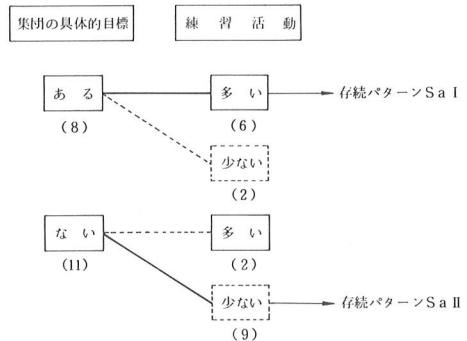 集団の具体的目標 練習活動
ある 多い 存続パターンSaⅠ
(8) (6)
少ない
(2)
ない 多い
(11) (2)
少ない 存続パターンSaⅡ
(9)